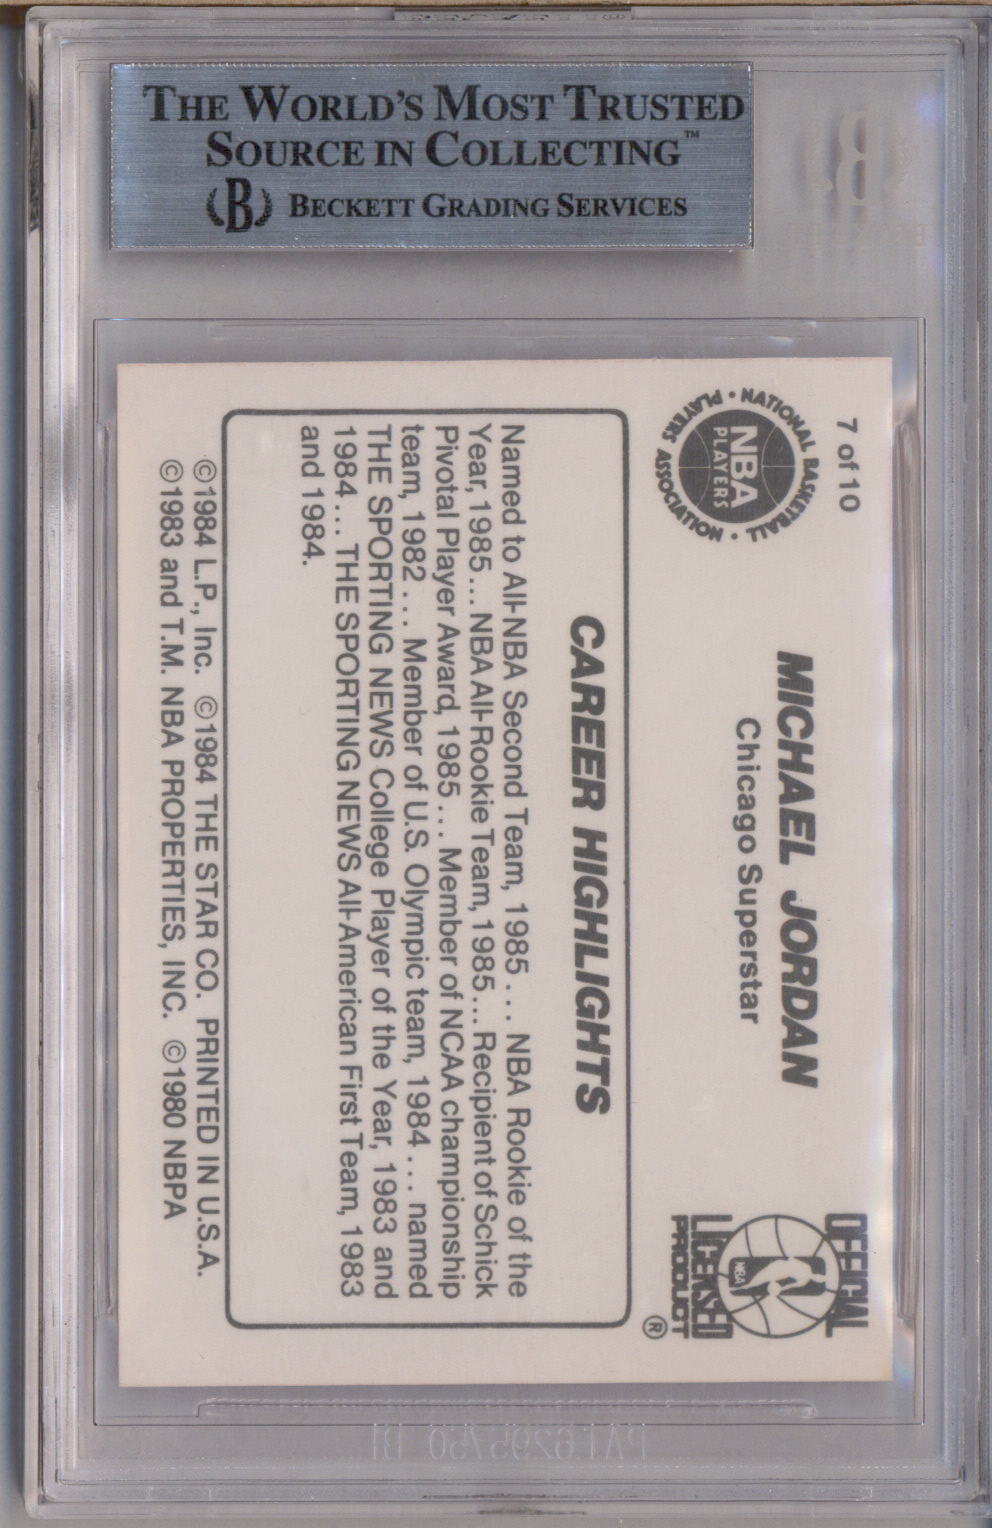 THE WORLD'S MOST TRUSTED
SOURCE IN COLLECTING™
B BECKETT GRADING SERVICES
B
7 of 10
NATIONAL BASKETBALL PLAYERS ASSOCIATION
NBA
PLAYERS
MICHAEL JORDAN
Chicago Superstar
OFFICIAL
NBA
LICENSED
PRODUCT
®
CAREER HIGHLIGHTS
Named to All-NBA Second Team, 1985 . . . NBA Rookie of the
Year, 1985 . . . NBA All-Rookie Team, 1985 . . . Recipient of Schick
Pivotal Player Award, 1985 . . . Member of NCAA championship
team, 1982 . . . Member of U.S. Olympic team, 1984 . . . named
THE SPORTING NEWS College Player of the Year, 1983 and
1984 . . . THE SPORTING NEWS All-American First Team, 1983
and 1984.
©1984 L.P., Inc. ©1984 THE STAR CO. PRINTED IN U.S.A.
©1983 and T.M. NBA PROPERTIES, INC. ©1980 NBPA